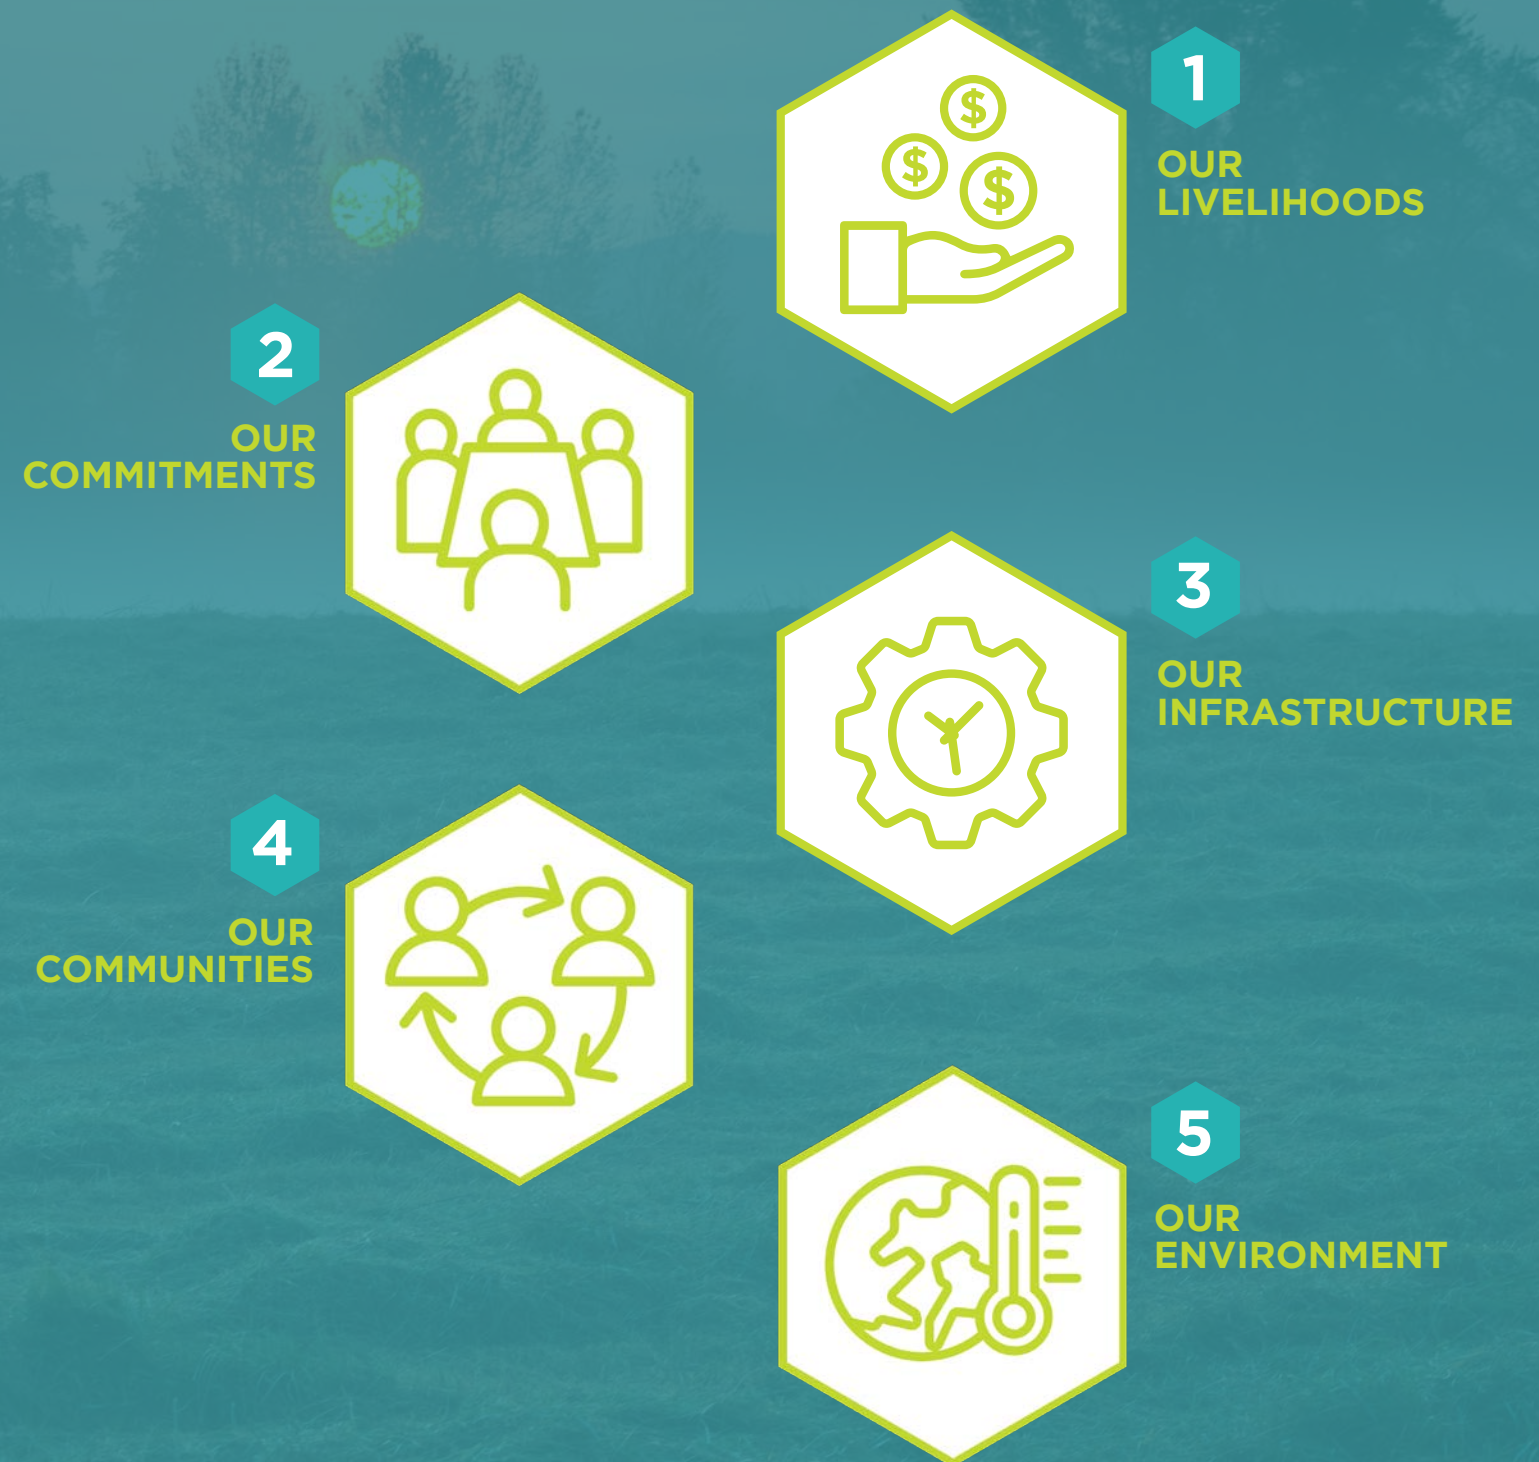 1
OUR
LIVELIHOODS
$
$
$
2
OUR
COMMITMENTS
3
OUR
INFRASTRUCTURE
4
OUR
COMMUNITIES
5
OUR
ENVIRONMENT